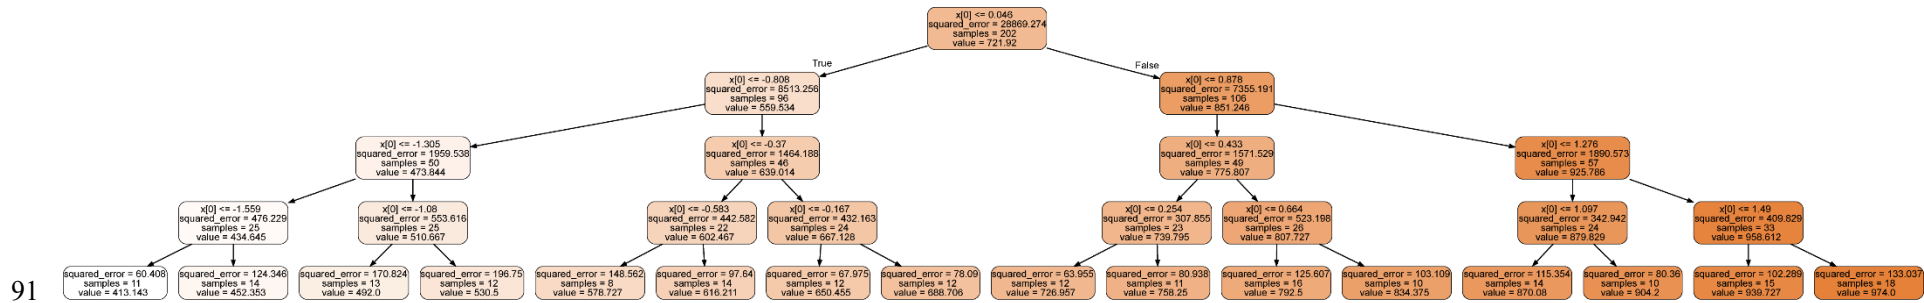 x[0] <= 0.046
squared_error = 28869.274
samples = 202
value = 721.92
True
False
x[0] <= -0.808
squared_error = 8513.256
samples = 96
value = 559.534
x[0] <= 0.878
squared_error = 7355.191
samples = 106
value = 851.246
x[0] <= -1.305
squared_error = 1959.538
samples = 50
value = 473.844
x[0] <= -0.37
squared_error = 1464.188
samples = 46
value = 639.014
x[0] <= 0.433
squared_error = 1571.529
samples = 49
value = 775.807
x[0] <= 1.276
squared_error = 1890.573
samples = 57
value = 925.786
x[0] <= -1.559
squared_error = 476.229
samples = 25
value = 434.645
x[0] <= -1.08
squared_error = 553.616
samples = 25
value = 510.667
x[0] <= -0.583
squared_error = 442.582
samples = 22
value = 602.467
x[0] <= -0.167
squared_error = 432.163
samples = 24
value = 667.128
x[0] <= 0.254
squared_error = 307.855
samples = 23
value = 739.795
x[0] <= 0.664
squared_error = 523.198
samples = 26
value = 807.727
x[0] <= 1.097
squared_error = 342.942
samples = 24
value = 879.829
x[0] <= 1.49
squared_error = 409.829
samples = 33
value = 958.612
91
squared_error = 60.408
samples = 11
value = 413.143
squared_error = 124.346
samples = 14
value = 452.353
squared_error = 170.824
samples = 13
value = 492.0
squared_error = 196.75
samples = 12
value = 530.5
squared_error = 148.562
samples = 8
value = 578.727
squared_error = 97.64
samples = 14
value = 616.211
squared_error = 67.975
samples = 12
value = 650.455
squared_error = 78.09
samples = 12
value = 688.706
squared_error = 63.955
samples = 12
value = 726.957
squared_error = 80.938
samples = 11
value = 758.25
squared_error = 125.607
samples = 16
value = 792.5
squared_error = 103.109
samples = 10
value = 834.375
squared_error = 115.354
samples = 14
value = 870.08
squared_error = 80.36
samples = 10
value = 904.2
squared_error = 102.289
samples = 15
value = 939.727
squared_error = 133.037
samples = 18
value = 974.0